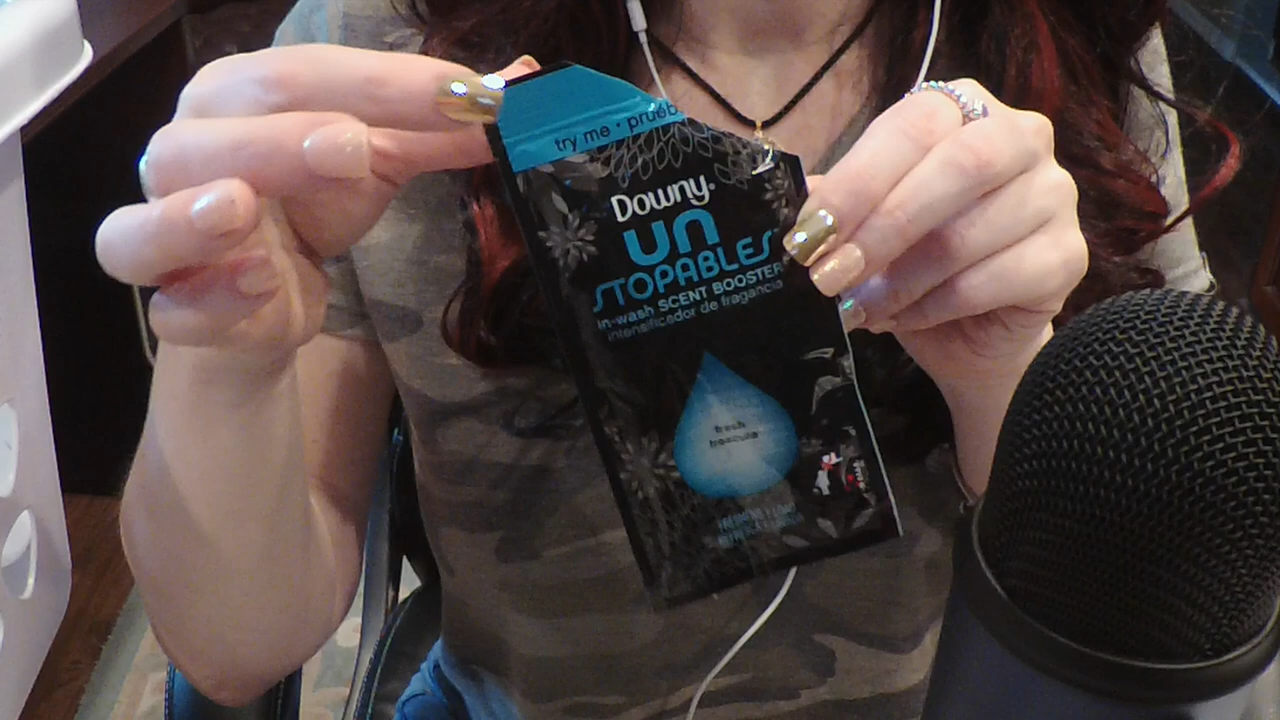 try me • prueb
Downy
un
STOPABLES
in-wash SCENT BOOSTER
intensificador de fragancia
fresh